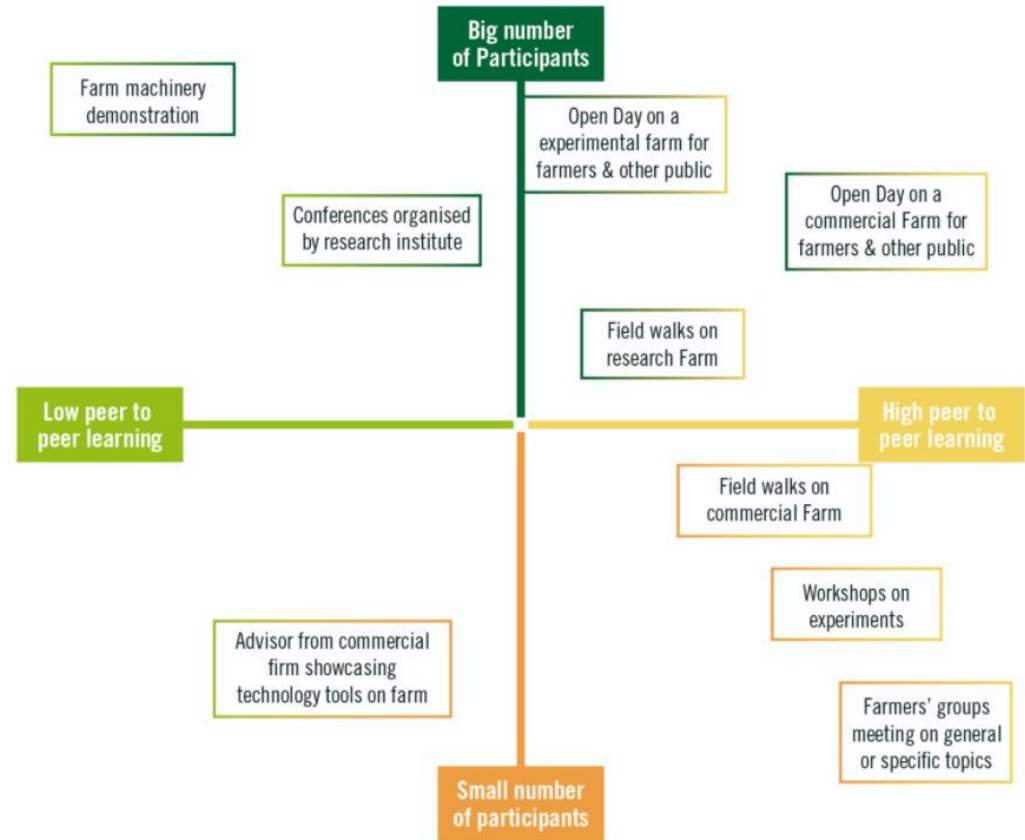 Big number
of Participants
Farm machinery
demonstration
Open Day on a
experimental farm for
farmers & other public
Conferences organised
by research institute
Open Day on a
commercial Farm for
farmers & other public
Field walks on
research Farm
Low peer to
peer learning
High peer to
peer learning
Field walks on
commercial Farm
Workshops on
experiments
Advisor from commercial
firm showcasing
technology tools on farm
Farmers' groups
meeting on general
or specific topics
Small number
of participants